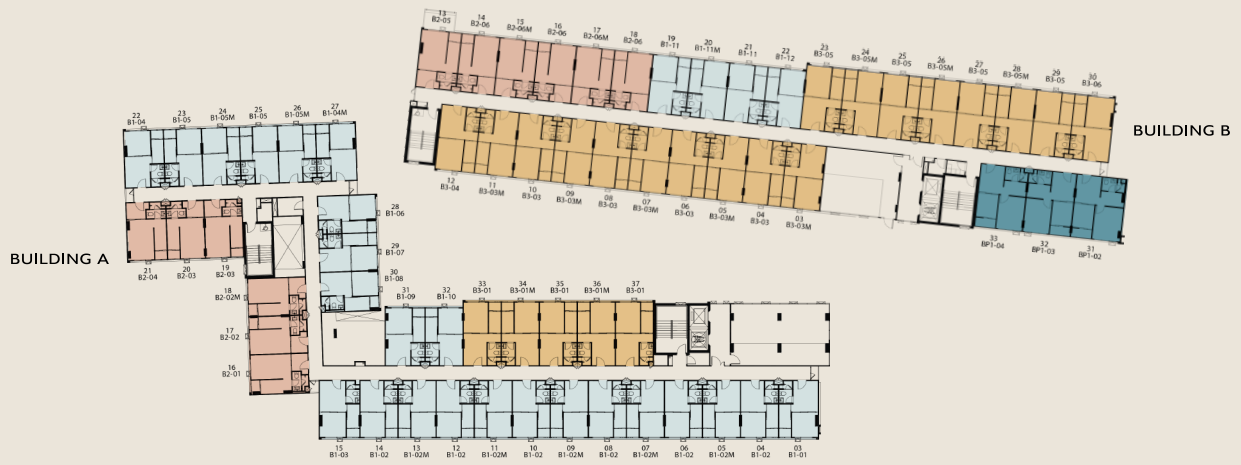 13
B2-05
14
B2-06
15
B2-06M
16
B2-06
17
B2-06M
18
B2-06
19
B1-11
20
B1-11M
21
B1-11
22
B1-12
23
B3-05
24
B3-05M
25
B3-05
26
B3-05M
27
B3-05
28
B3-05M
29
B3-05
30
B3-06
BUILDING B
12
B3-04
11
B3-03M
10
B3-03
09
B3-03M
08
B3-03
07
B3-03M
06
B3-03
05
B3-03M
04
B3-03
03
B3-03M
33
BP1-04
32
BP1-03
31
BP1-02
22
B1-04
23
B1-05
24
B1-05M
25
B1-05
26
B1-05M
27
B1-04M
BUILDING A
21
B2-04
20
B2-03
19
B2-03
28
B1-06
29
B1-07
30
B1-08
18
B2-02M
17
B2-02
16
B2-01
31
B1-09
32
B1-10
33
B3-01
34
B3-01M
35
B3-01
36
B3-01M
37
B3-01
15
B1-03
14
B1-02
13
B1-02M
12
B1-02
11
B1-02M
10
B1-02
09
B1-02M
08
B1-02
07
B1-02M
06
B1-02
05
B1-02M
04
B1-02
03
B1-01